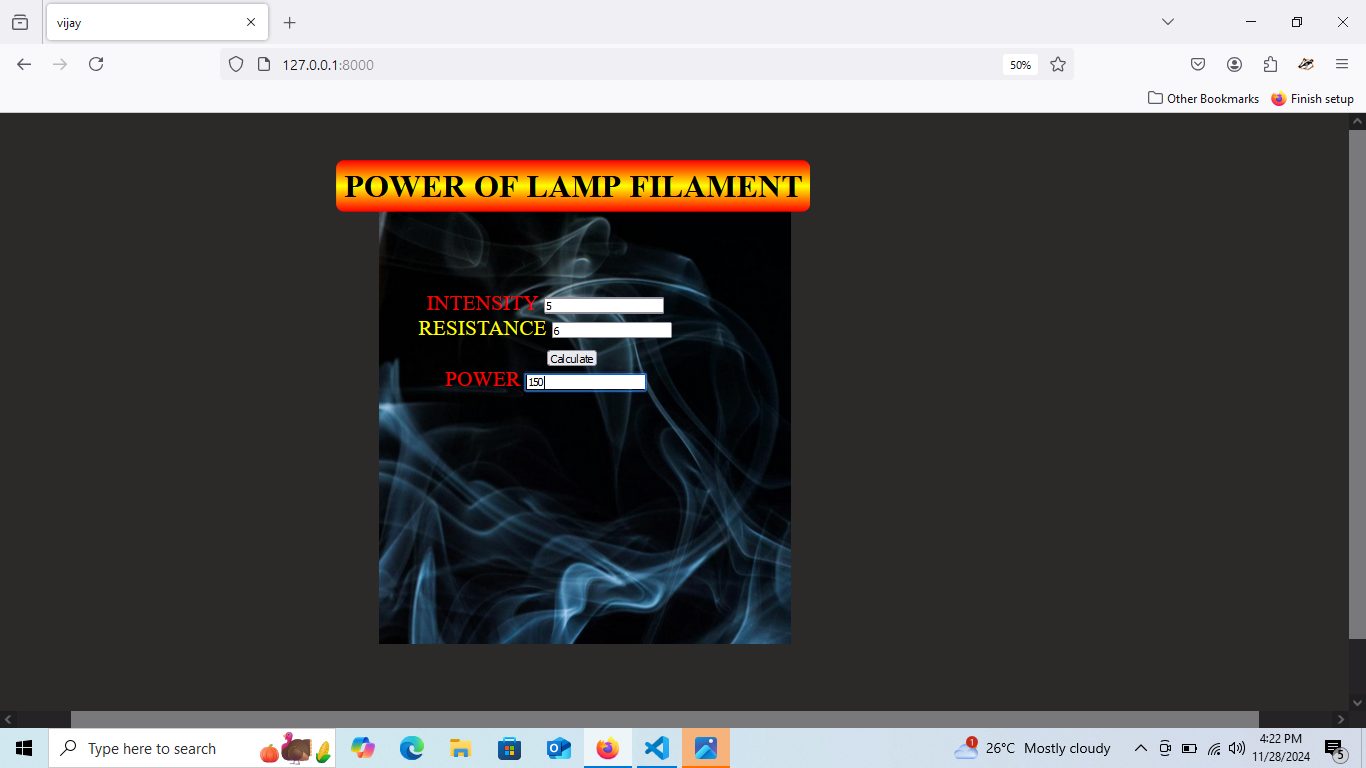 vijay
127.0.0.1:8000
50%
Other Bookmarks
Finish setup
POWER OF LAMP FILAMENT
INTENSITY 5
RESISTANCE 6
Calculate
POWER 150
Type here to search
1
26°C Mostly cloudy
4:22 PM
11/28/2024
5